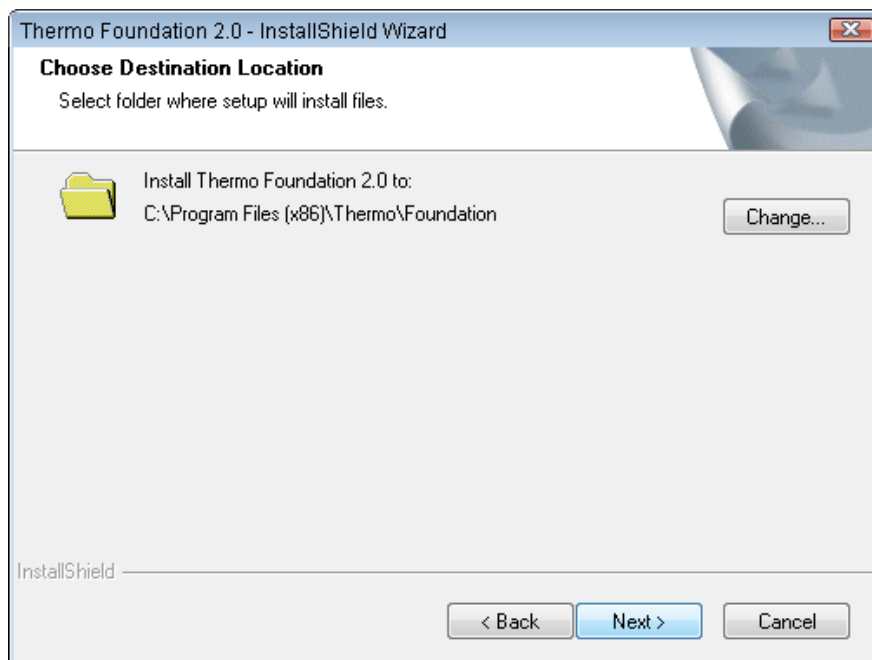 Thermo Foundation 2.0 - InstallShield Wizard
Choose Destination Location
Select folder where setup will install files.
Install Thermo Foundation 2.0 to:
C:\Program Files (x86)\Thermo\Foundation
Change...
InstallShield
< Back
Next >
Cancel